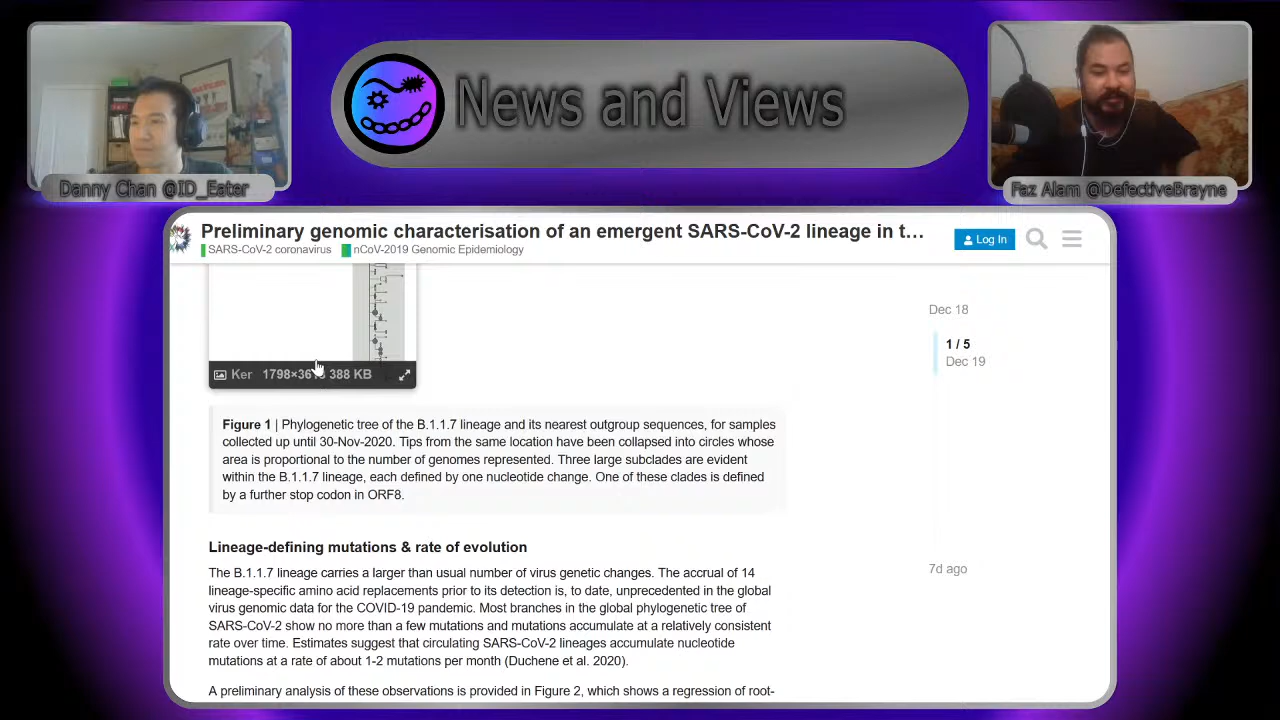 News and Views
Danny Chan @ID_Eater
Faz Alam @DefectiveBrayne
Preliminary genomic characterisation of an emergent SARS-CoV-2 lineage in t...
SARS-CoV-2 coronavirus nCoV-2019 Genomic Epidemiology
Log In
Ker 388 KB
Dec 18
1 / 5
Dec 19
7d ago
Figure 1 | Phylogenetic tree of the B.1.1.7 lineage and its nearest outgroup sequences, for samples
collected up until 30-Nov-2020. Tips from the same location have been collapsed into circles whose
area is proportional to the number of genomes represented. Three large subclades are evident
within the B.1.1.7 lineage, each defined by one nucleotide change. One of these clades is defined
by a further stop codon in ORF8.
Lineage-defining mutations & rate of evolution
The B.1.1.7 lineage carries a larger than usual number of virus genetic changes. The accrual of 14
lineage-specific amino acid replacements prior to its detection is, to date, unprecedented in the global
virus genomic data for the COVID-19 pandemic. Most branches in the global phylogenetic tree of
SARS-CoV-2 show no more than a few mutations and mutations accumulate at a relatively consistent
rate over time. Estimates suggest that circulating SARS-CoV-2 lineages accumulate nucleotide
mutations at a rate of about 1-2 mutations per month (Duchene et al. 2020).
A preliminary analysis of these observations is provided in Figure 2, which shows a regression of root-